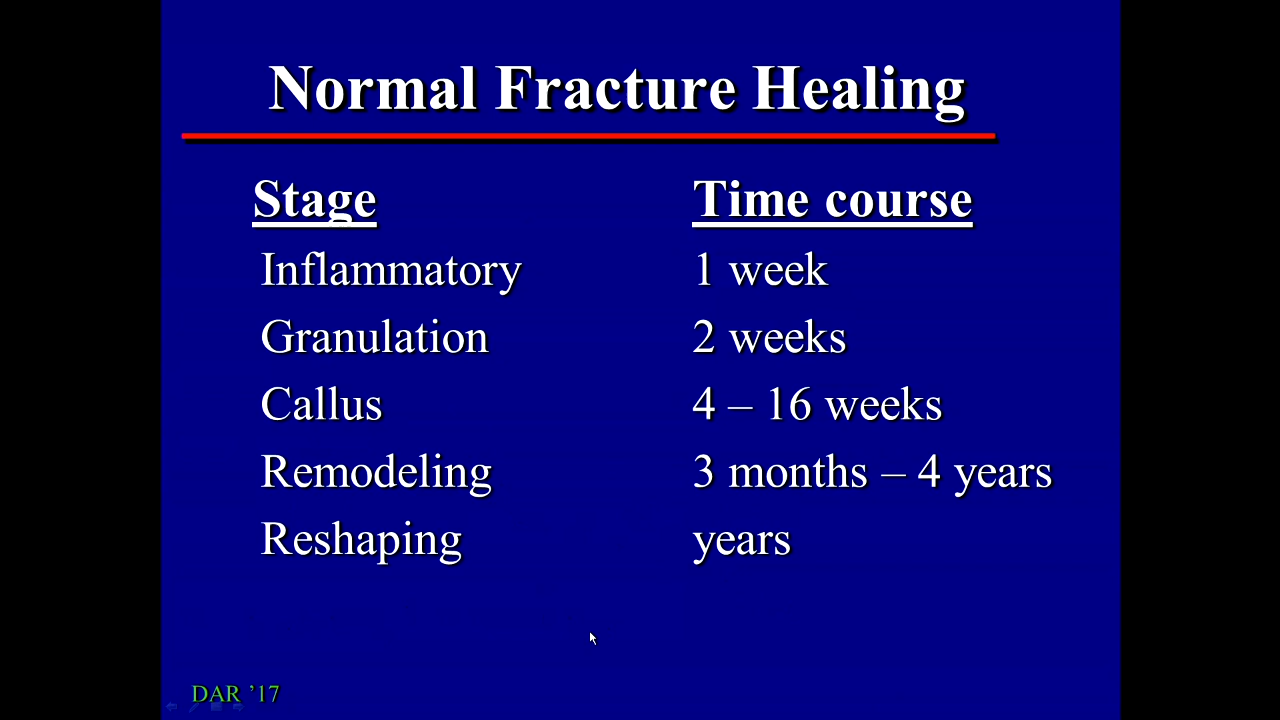 Normal Fracture Healing
Stage Time course
Inflammatory 1 week
Granulation 2 weeks
Callus 4 – 16 weeks
Remodeling 3 months – 4 years
Reshaping years
DAR ’17